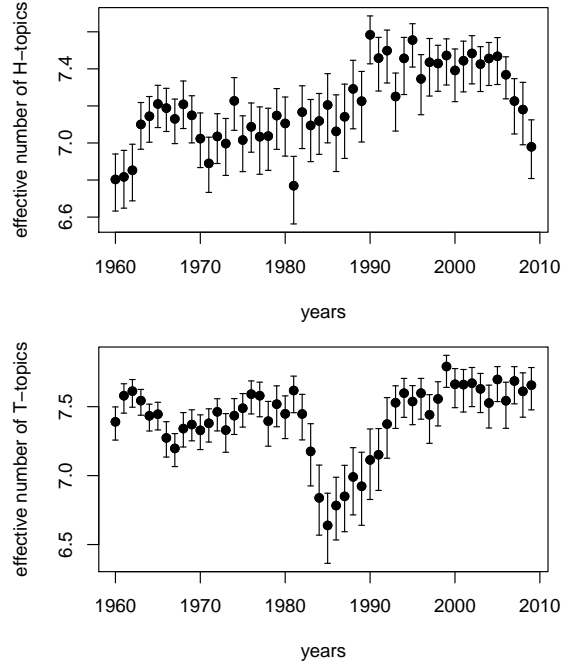 effective number of H−topics
7.4
7.0
6.6
1960 1970 1980 1990 2000 2010
years
effective number of T−topics
7.5
7.0
6.5
1960 1970 1980 1990 2000 2010
years